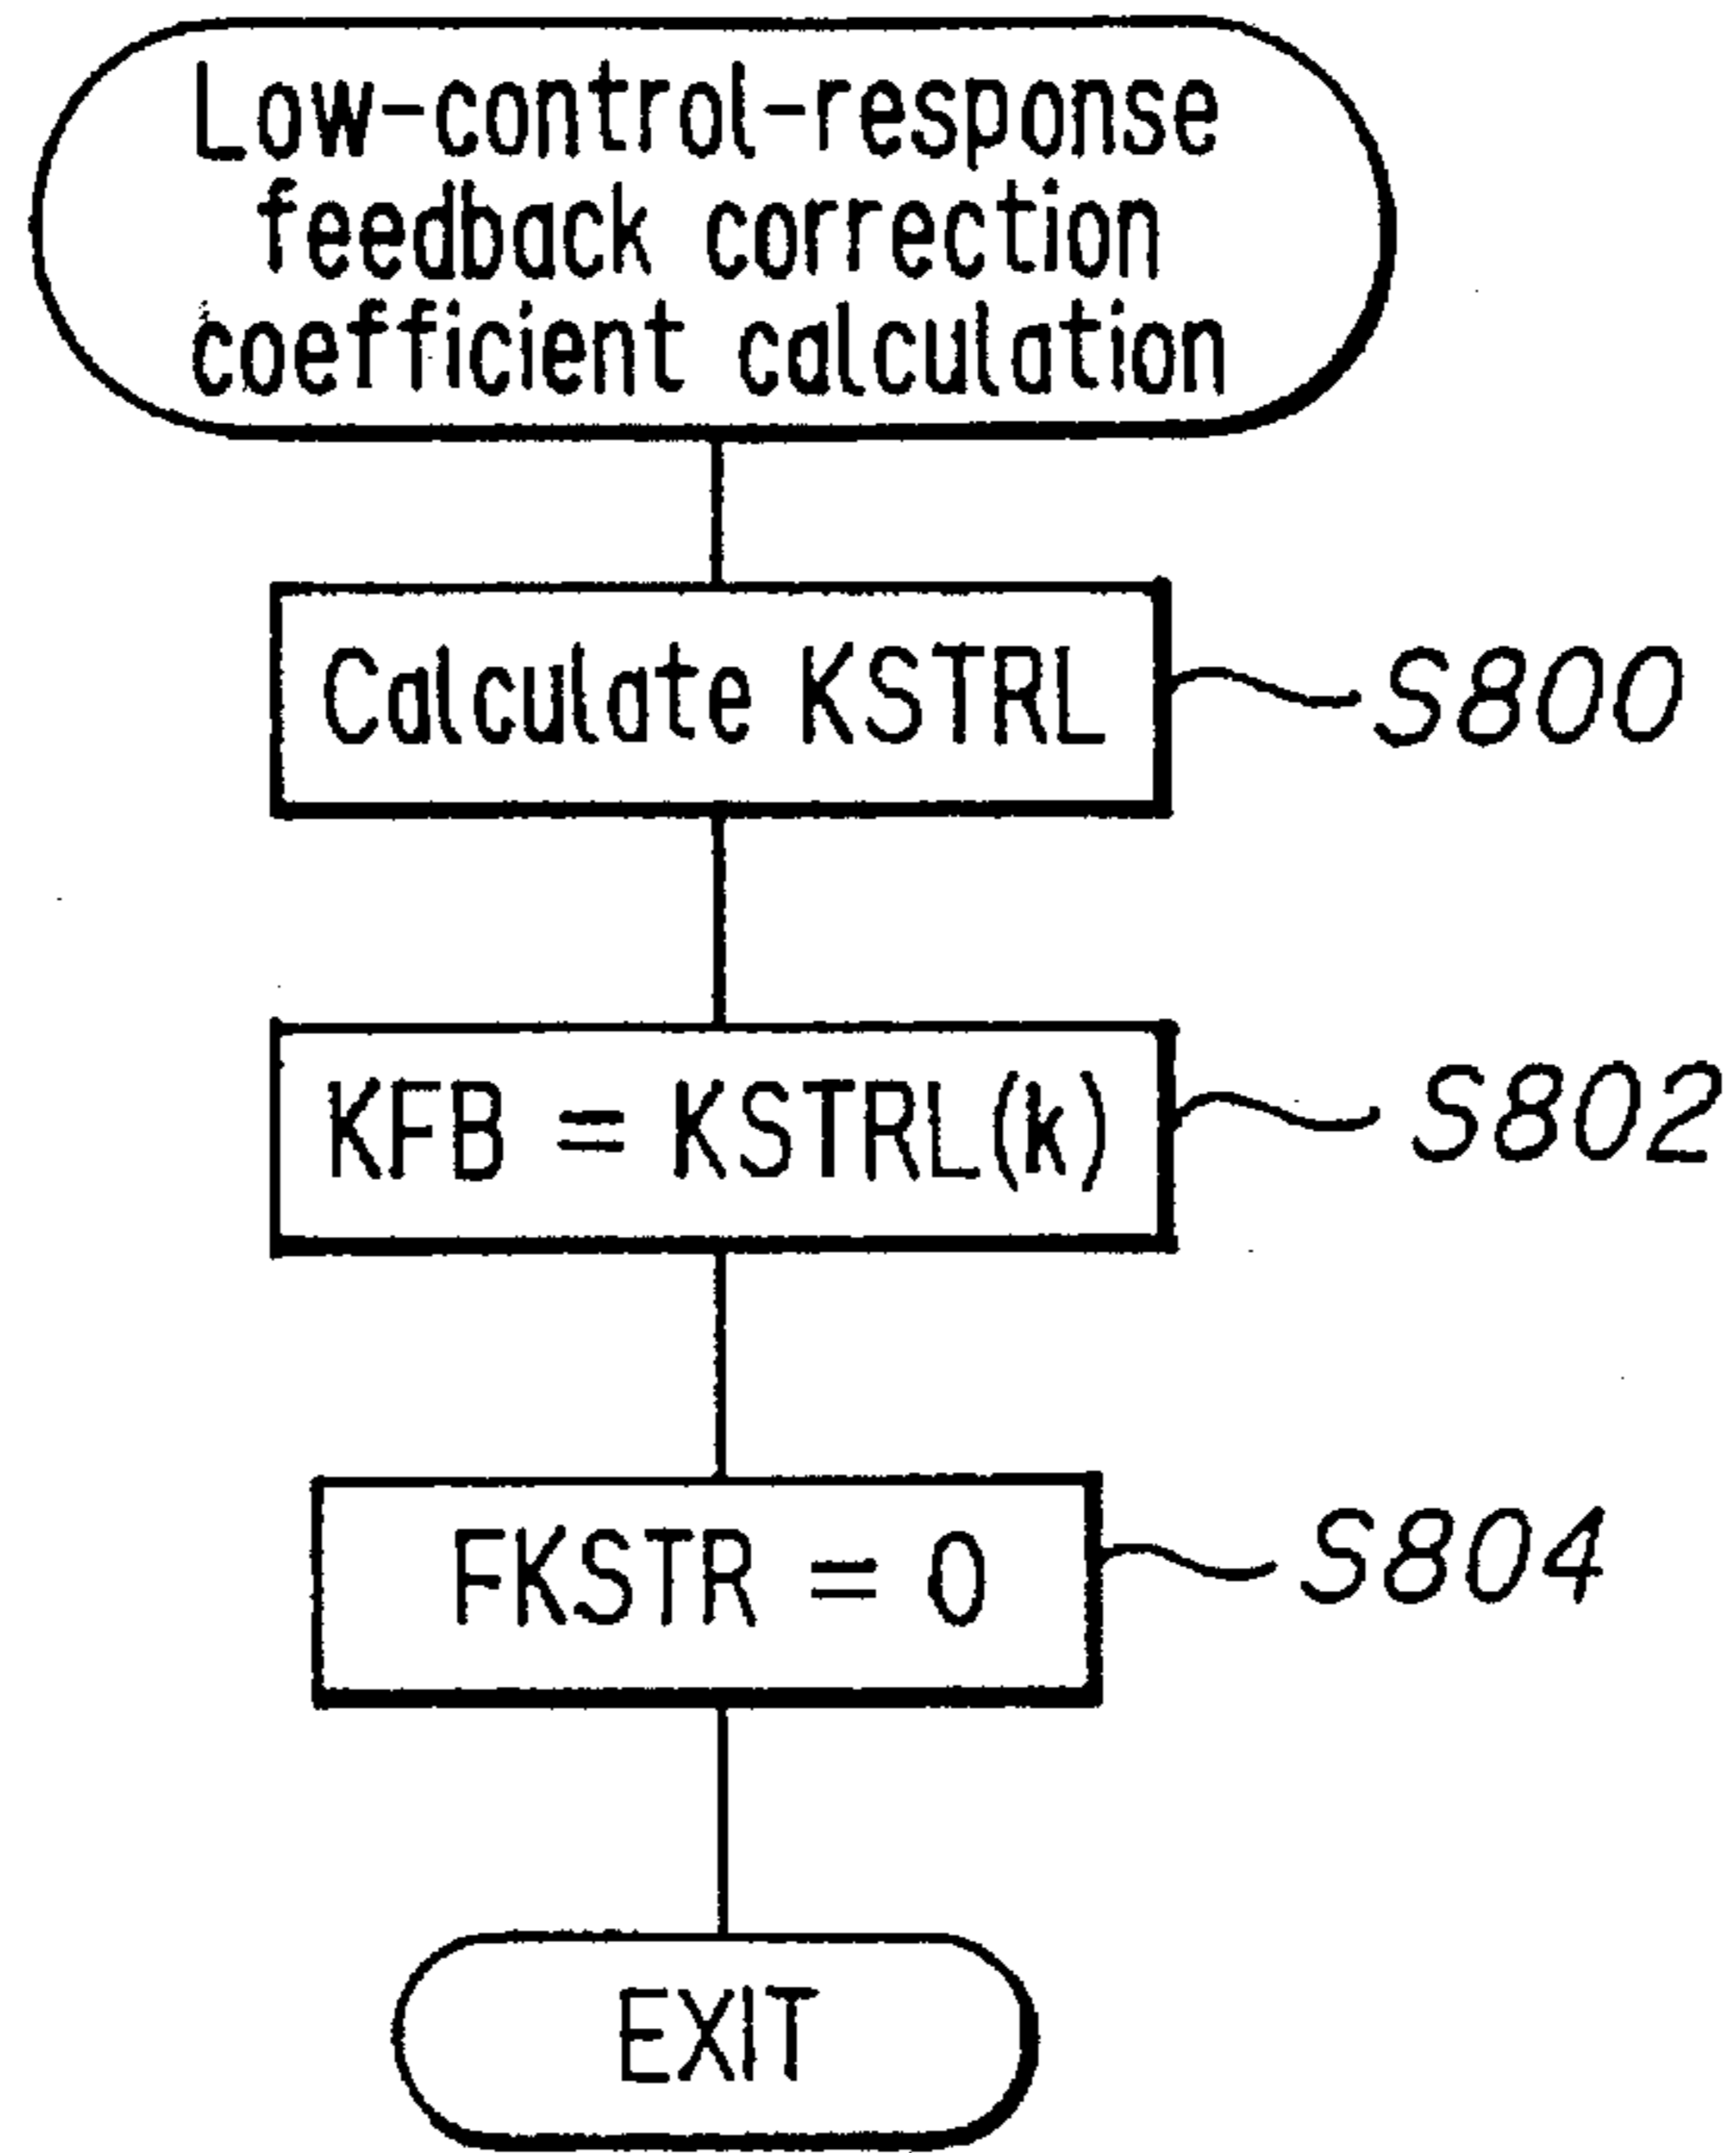 Low-control-response
feedback correction
coefficient calculation
Calculate KSTRL
S800
KFB = KSTRL(k)
S802
FKSTR = 0
S804
EXIT